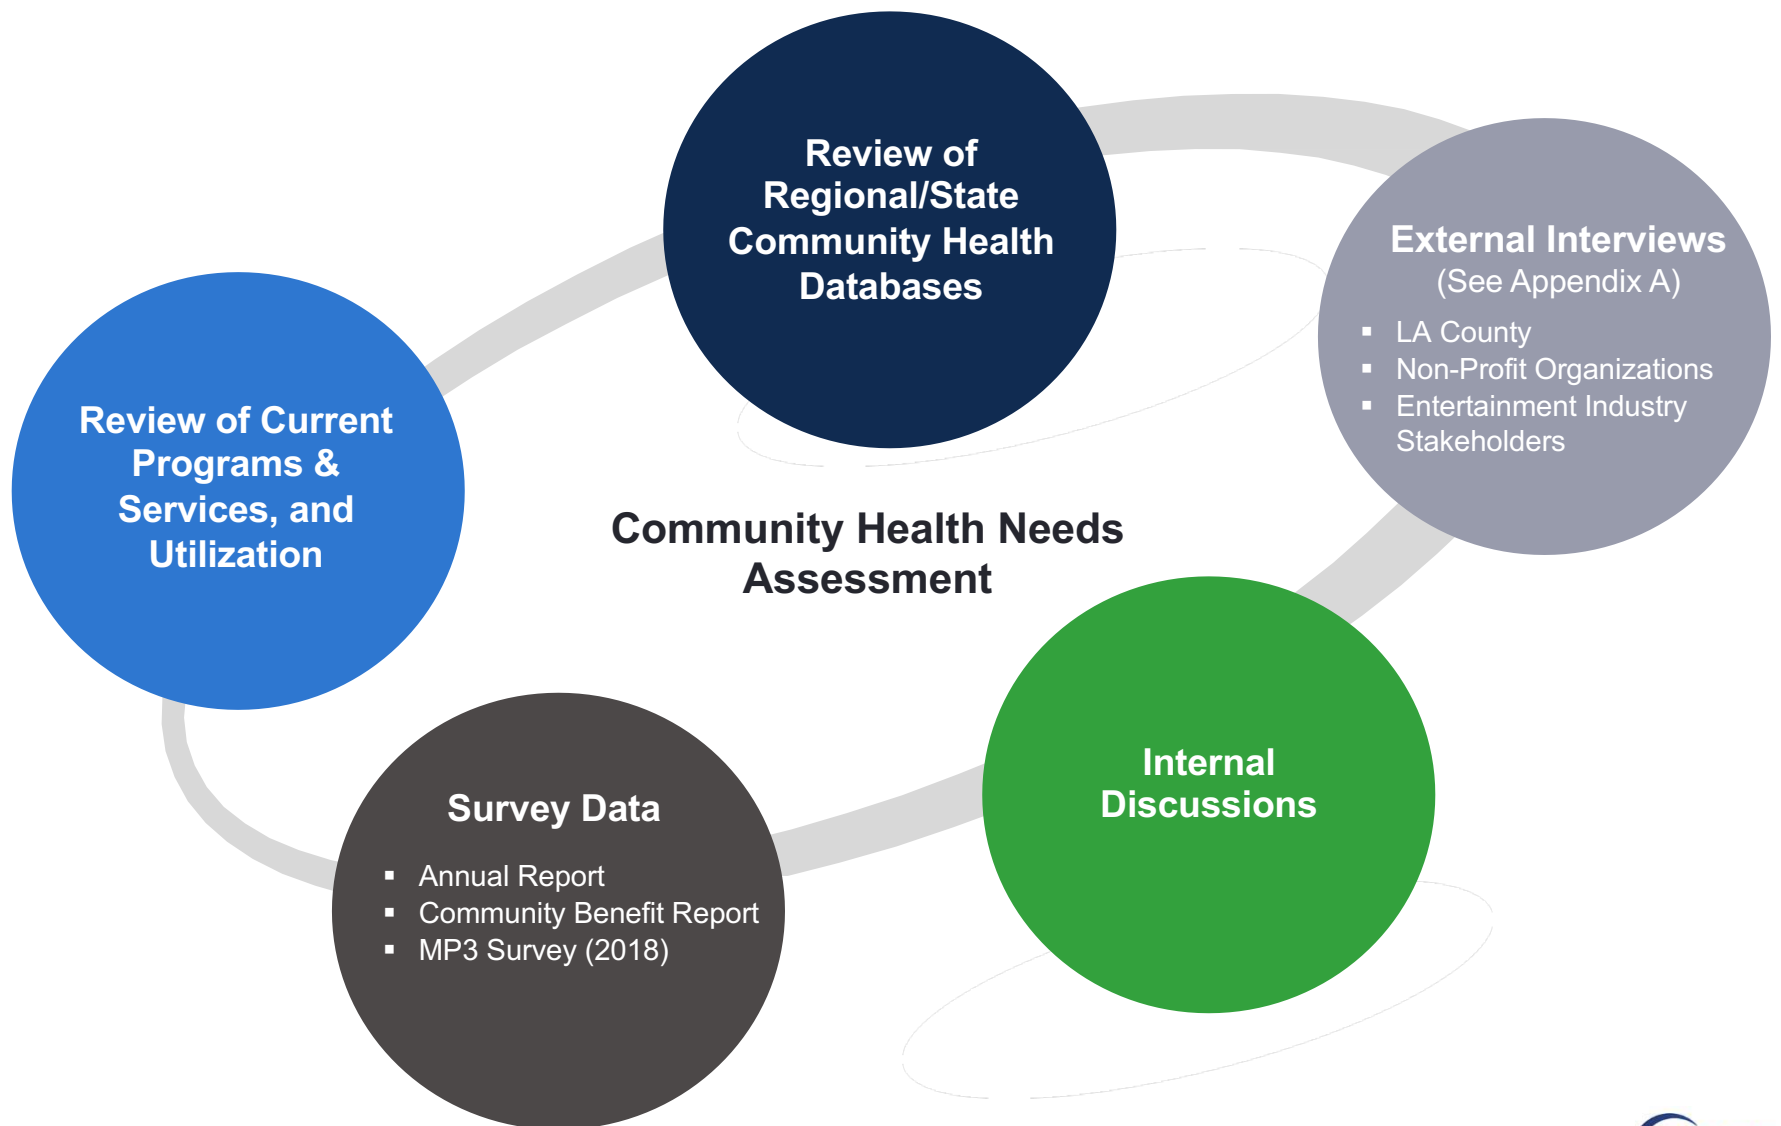 Review of
Regional/State
Community Health
Databases
External Interviews
(See Appendix A)
▪ LA County
▪ Non-Profit Organizations
▪ Entertainment Industry
Stakeholders
Review of Current
Programs &
Services, and
Utilization
Community Health Needs
Assessment
Internal
Discussions
Survey Data
▪ Annual Report
▪ Community Benefit Report
▪ MP3 Survey (2018)